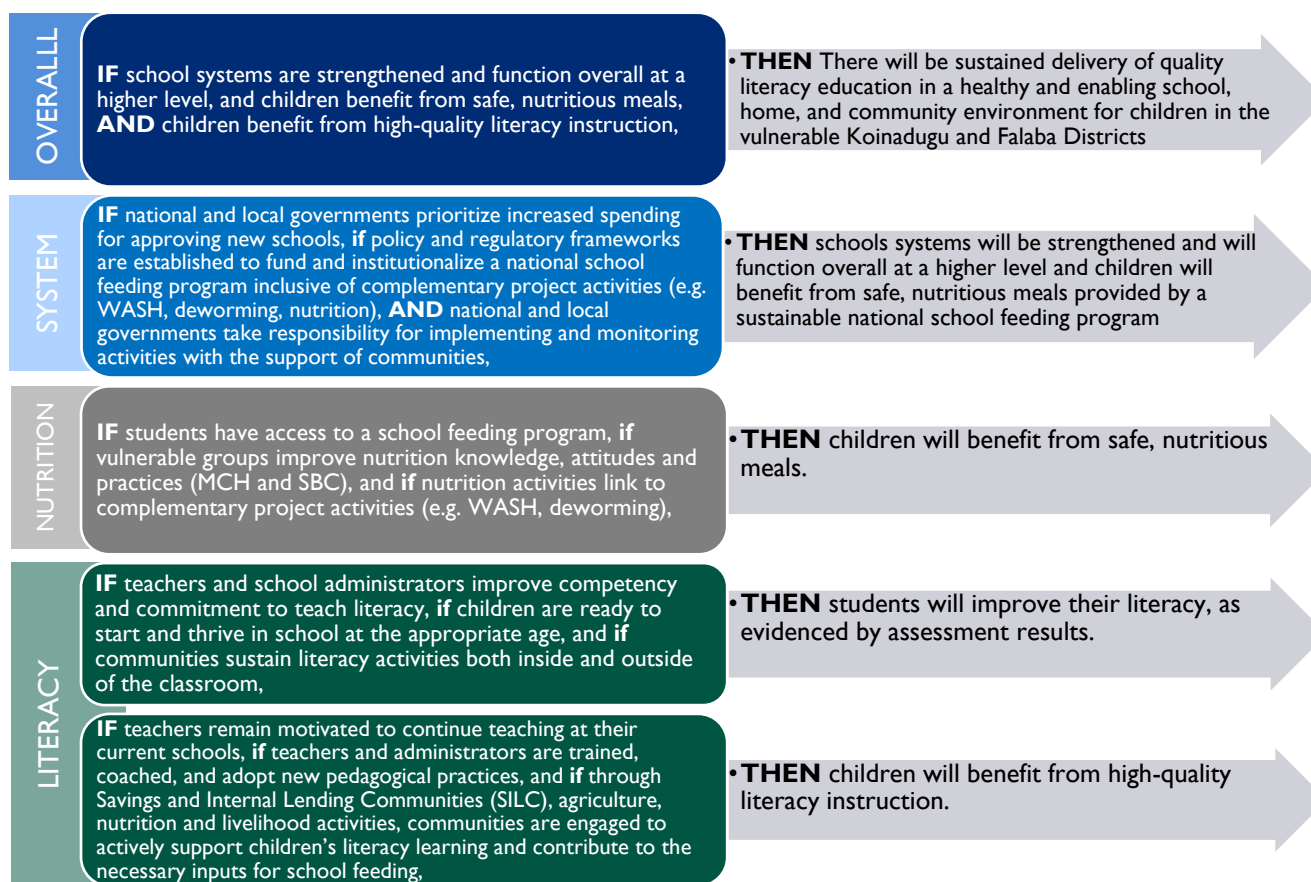 OVERALLL
IF school systems are strengthened and function overall at a
higher level, and children benefit from safe, nutritious meals,
AND children benefit from high-quality literacy instruction,
• THEN There will be sustained delivery of quality
literacy education in a healthy and enabling school,
home, and community environment for children in the
vulnerable Koinadugu and Falaba Districts
SYSTEM
IF national and local governments prioritize increased spending
for approving new schools, if policy and regulatory frameworks
are established to fund and institutionalize a national school
feeding program inclusive of complementary project activities (e.g.
WASH, deworming, nutrition), AND national and local
governments take responsibility for implementing and monitoring
activities with the support of communities,
• THEN schools systems will be strengthened and will
function overall at a higher level and children will
benefit from safe, nutritious meals provided by a
sustainable national school feeding program
NUTRITION
IF students have access to a school feeding program, if
vulnerable groups improve nutrition knowledge, attitudes and
practices (MCH and SBC), and if nutrition activities link to
complementary project activities (e.g. WASH, deworming),
• THEN children will benefit from safe, nutritious
meals.
LITERACY
IF teachers and school administrators improve competency
and commitment to teach literacy, if children are ready to
start and thrive in school at the appropriate age, and if
communities sustain literacy activities both inside and outside
of the classroom,
• THEN students will improve their literacy, as
evidenced by assessment results.
IF teachers remain motivated to continue teaching at their
current schools, if teachers and administrators are trained,
coached, and adopt new pedagogical practices, and if through
Savings and Internal Lending Communities (SILC), agriculture,
nutrition and livelihood activities, communities are engaged to
actively support children's literacy learning and contribute to the
necessary inputs for school feeding,
• THEN children will benefit from high-quality
literacy instruction.